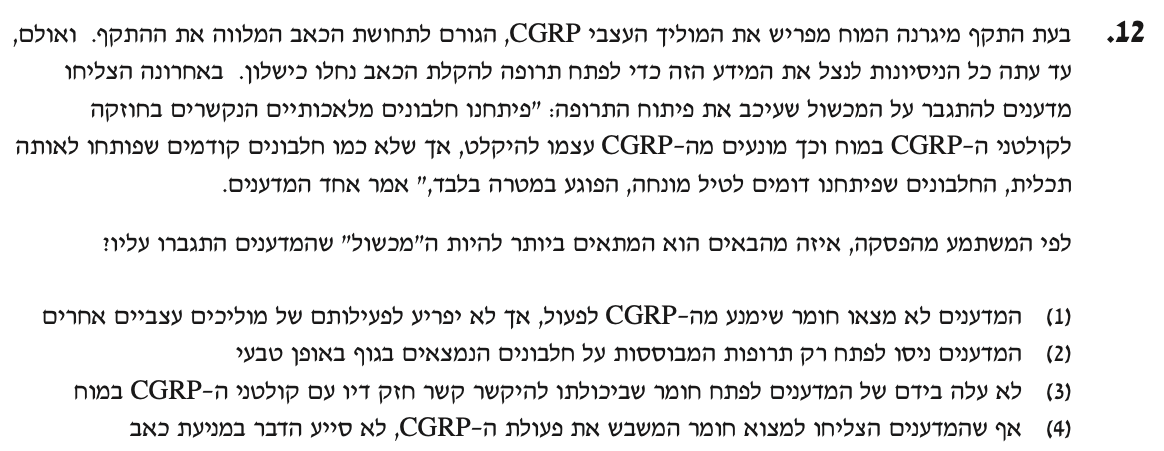 12. בעת התקף מיגרנה המוח מפריש את המוליך העצבי CGRP, הגורם לתחושת הכאב המלווה את ההתקף. ואולם,
עד עתה כל הניסיונות לנצל את המידע הזה כדי לפתח תרופה להקלת הכאב נחלו כישלון. באחרונה הצליחו
מדענים להתגבר על המכשול שעיכב את פיתוח התרופה: "פיתחנו חלבונים מלאכותיים הנקשרים בחוזקה
לקולטני ה-CGRP במוח וכך מונעים מה-CGRP עצמו להיקלט, אך שלא כמו חלבונים קודמים שפותחו לאותה
תכלית, החלבונים שפיתחנו דומים לטיל מונחה, הפוגע במטרה בלבד," אמר אחד המדענים.
לפי המשתמע מהפסקה, איזה מהבאים הוא המתאים ביותר להיות ה"מכשול" שהמדענים התגברו עליו?
(1) המדענים לא מצאו חומר שימנע מה-CGRP לפעול, אך לא יפריע לפעילותם של מוליכים עצביים אחרים
(2) המדענים ניסו לפתח רק תרופות המבוססות על חלבונים הנמצאים בגוף באופן טבעי
(3) לא עלה בידם של המדענים לפתח חומר שביכולתו להיקשר קשר חזק דיו עם קולטני ה-CGRP במוח
(4) אף שהמדענים הצליחו למצוא חומר המשבש את פעולת ה-CGRP, לא סייע הדבר במניעת כאב